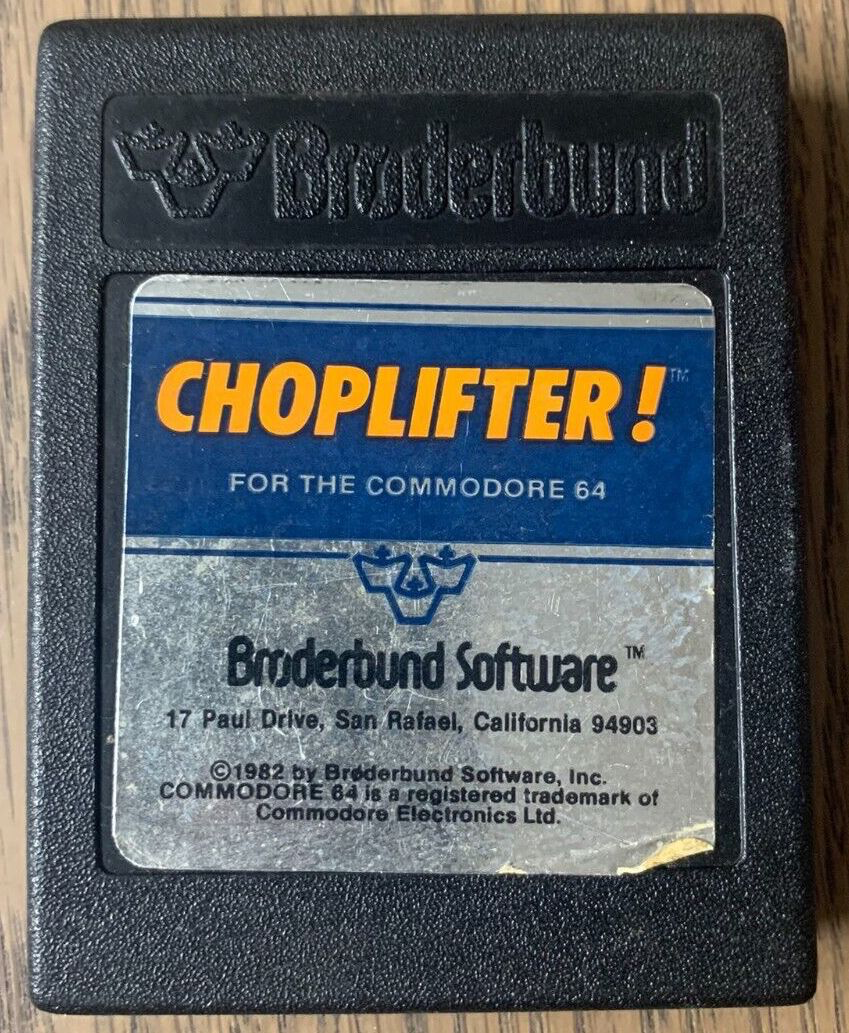 Brøderbund
CHOPLIFTER!™
FOR THE COMMODORE 64
Brøderbund Software™
17 Paul Drive, San Rafael, California 94903
©1982 by Brøderbund Software, Inc.
COMMODORE 64 is a registered trademark of
Commodore Electronics Ltd.